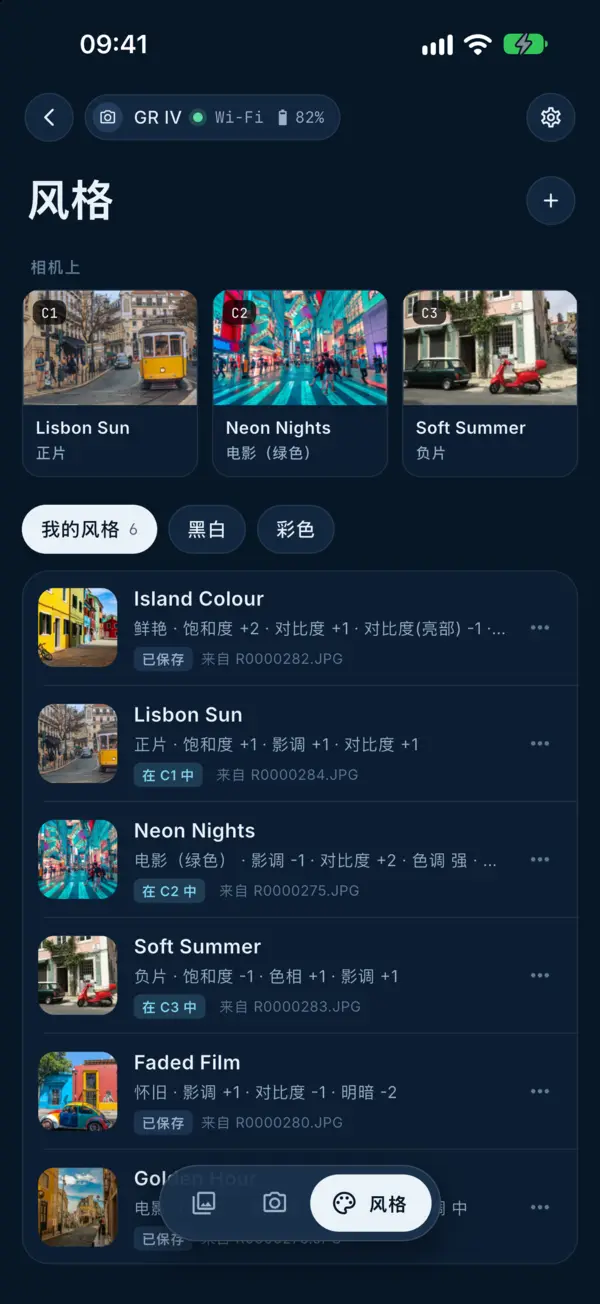 09:41
GR IV Wi-Fi 82%
风格
相机上
C1
C2
C3
Lisbon Sun
正片
Neon Nights
电影（绿色）
Soft Summer
负片
我的风格 6
黑白
彩色
Island Colour
鲜艳 · 饱和度 +2 · 对比度 +1 · 对比度(亮部) -1 ·...
已保存 来自 R0000282.JPG
Lisbon Sun
正片 · 饱和度 +1 · 影调 +1 · 对比度 +1
在 C1 中 来自 R0000284.JPG
Neon Nights
电影（绿色） · 影调 -1 · 对比度 +2 · 色调 强 · ...
在 C2 中 来自 R0000275.JPG
Soft Summer
负片 · 饱和度 -1 · 色相 +1 · 影调 +1
在 C3 中 来自 R0000283.JPG
Faded Film
怀旧 · 影调 +1 · 对比度 -1 · 明暗 -2
已保存 来自 R0000280.JPG
Golden Hour
电影 中
已保存
风格